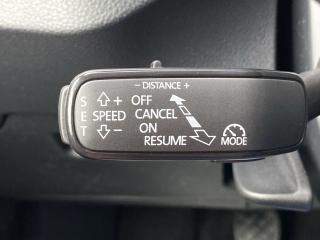 − DISTANCE +
S + OFF
E SPEED CANCEL
T − ON
RESUME MODE